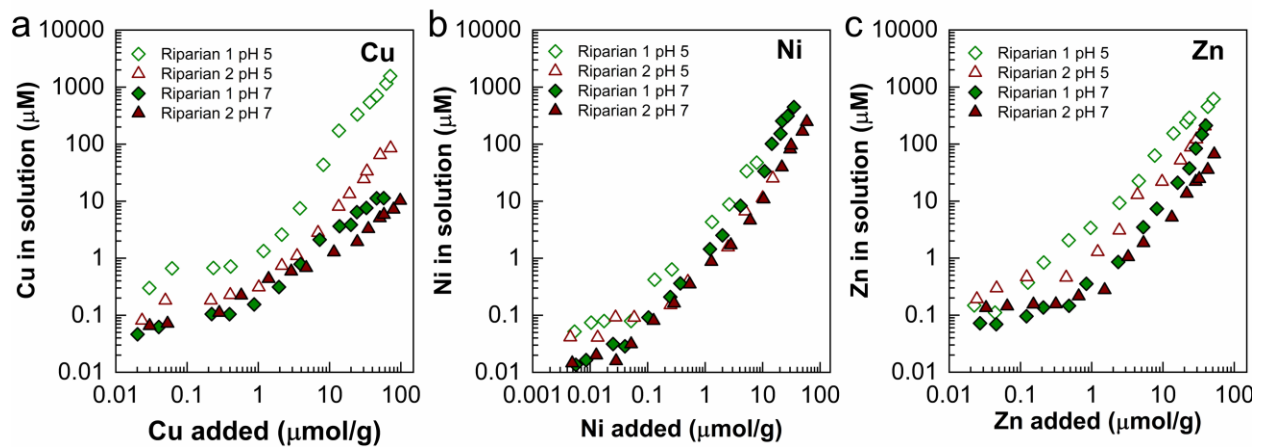 a
Cu
Riparian 1 pH 5
Riparian 2 pH 5
Riparian 1 pH 7
Riparian 2 pH 7
10000
1000
100
10
1
0.1
0.01
Cu in solution (μM)
0.01 0.1 1 10 100
Cu added (μmol/g)
b
Ni
Riparian 1 pH 5
Riparian 2 pH 5
Riparian 1 pH 7
Riparian 2 pH 7
10000
1000
100
10
1
0.1
0.01
Ni in solution (μM)
0.001 0.01 0.1 1 10 100
Ni added (μmol/g)
c
Zn
Riparian 1 pH 5
Riparian 2 pH 5
Riparian 1 pH 7
Riparian 2 pH 7
10000
1000
100
10
1
0.1
0.01
Zn in solution (μM)
0.01 0.1 1 10 100
Zn added (μmol/g)